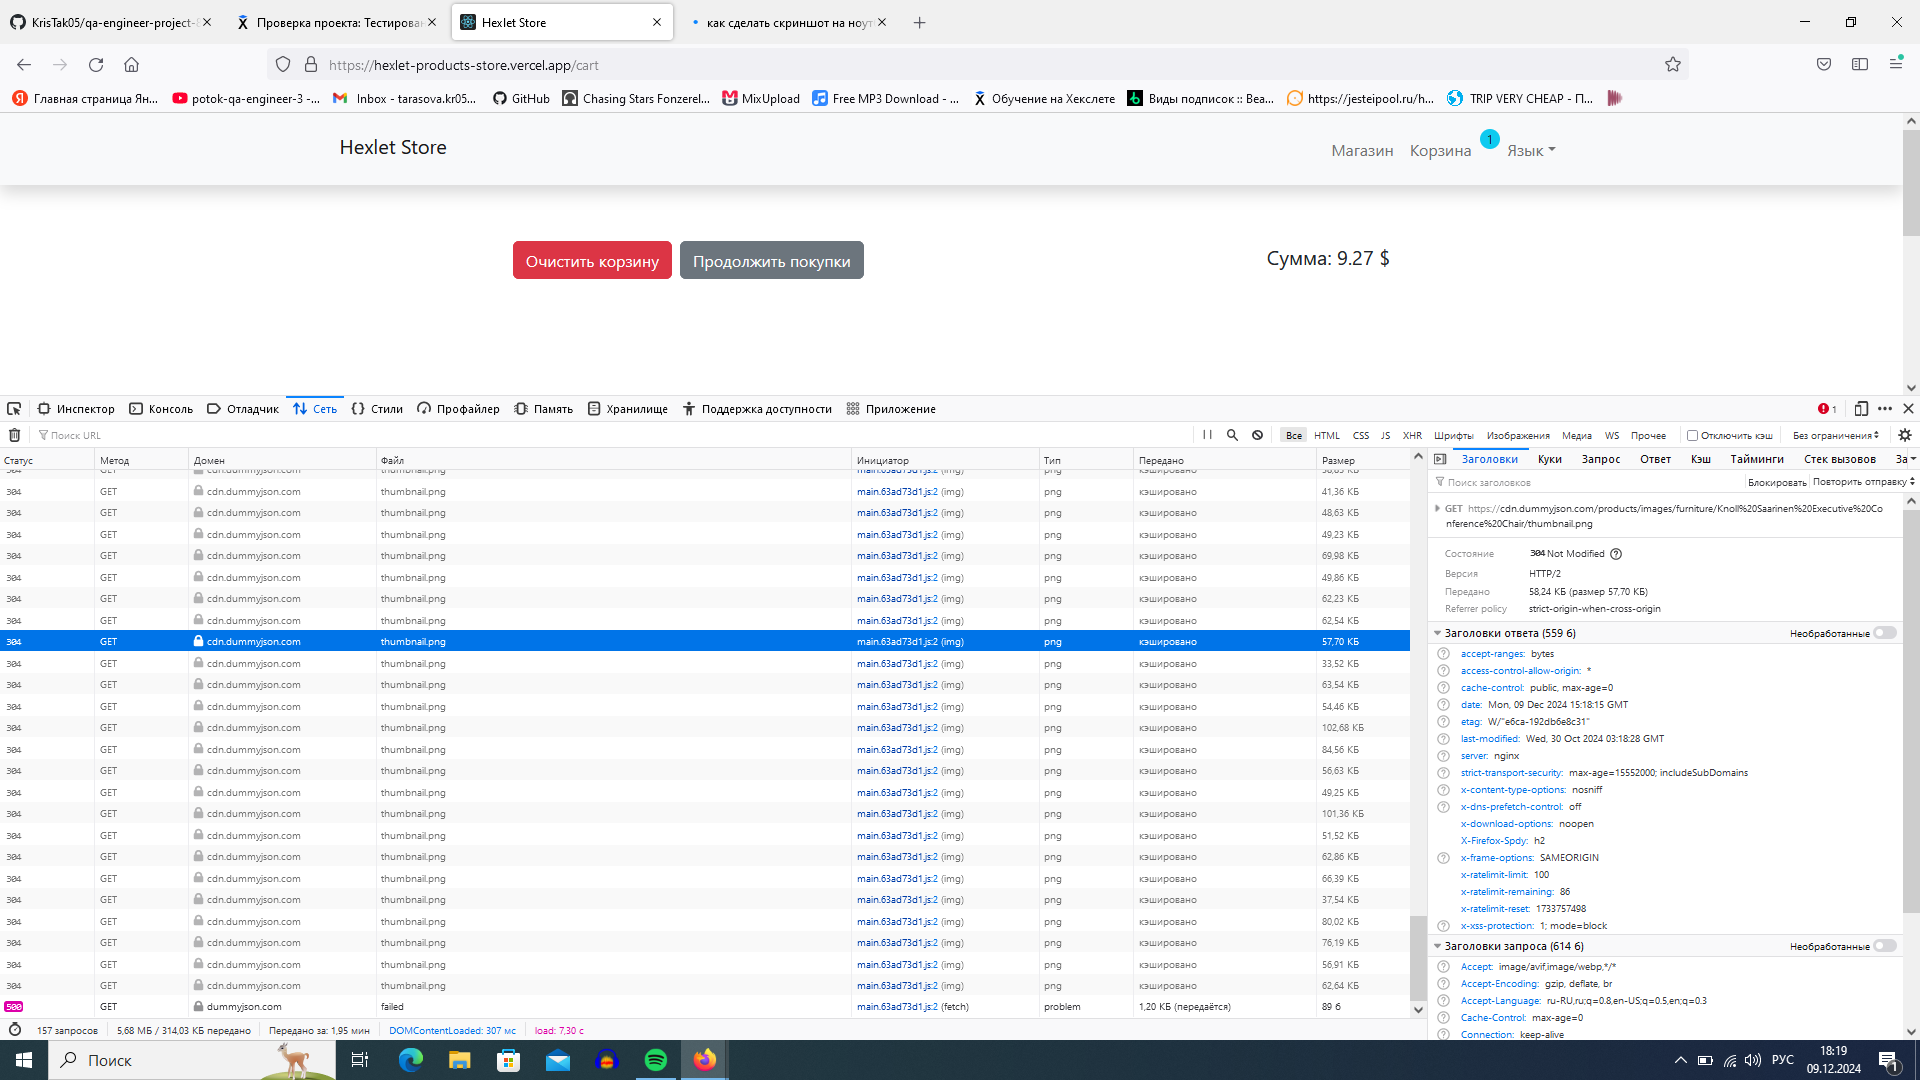 KrisTak05/qa-engineer-project-
Проверка проекта: Тестирован
Hexlet Store
как сделать скриншот на ноут
https://hexlet-products-store.vercel.app/cart
Главная страница Ян...
potok-qa-engineer-3 -...
Inbox - tarasova.kr05...
GitHub
Chasing Stars Fonzerel...
MixUpload
Free MP3 Download - ...
Обучение на Хекслете
Виды подписок :: Bea...
https://jesteipool.ru/h...
TRIP VERY CHEAP - П...
Hexlet Store
Магазин
Корзина
1
Язык
Очистить корзину
Продолжить покупки
Сумма: 9.27 $
Инспектор
Консоль
Отладчик
Сеть
Стили
Профайлер
Память
Хранилище
Поддержка доступности
Приложение
1
Поиск URL
Все
HTML
CSS
JS
XHR
Шрифты
Изображения
Медиа
WS
Прочее
Отключить кэш
Без ограничения
Статус Метод Домен Файл Инициатор Тип Передано Размер
304 GET cdn.dummyjson.com thumbnail.png main.63ad73d1.js:2 (img) png кэшировано 41,36 КБ
304 GET cdn.dummyjson.com thumbnail.png main.63ad73d1.js:2 (img) png кэшировано 48,63 КБ
304 GET cdn.dummyjson.com thumbnail.png main.63ad73d1.js:2 (img) png кэшировано 49,23 КБ
304 GET cdn.dummyjson.com thumbnail.png main.63ad73d1.js:2 (img) png кэшировано 69,98 КБ
304 GET cdn.dummyjson.com thumbnail.png main.63ad73d1.js:2 (img) png кэшировано 49,86 КБ
304 GET cdn.dummyjson.com thumbnail.png main.63ad73d1.js:2 (img) png кэшировано 62,23 КБ
304 GET cdn.dummyjson.com thumbnail.png main.63ad73d1.js:2 (img) png кэшировано 62,54 КБ
304 GET cdn.dummyjson.com thumbnail.png main.63ad73d1.js:2 (img) png кэшировано 57,70 КБ
304 GET cdn.dummyjson.com thumbnail.png main.63ad73d1.js:2 (img) png кэшировано 33,52 КБ
304 GET cdn.dummyjson.com thumbnail.png main.63ad73d1.js:2 (img) png кэшировано 63,54 КБ
304 GET cdn.dummyjson.com thumbnail.png main.63ad73d1.js:2 (img) png кэшировано 54,46 КБ
304 GET cdn.dummyjson.com thumbnail.png main.63ad73d1.js:2 (img) png кэшировано 102,68 КБ
304 GET cdn.dummyjson.com thumbnail.png main.63ad73d1.js:2 (img) png кэшировано 84,56 КБ
304 GET cdn.dummyjson.com thumbnail.png main.63ad73d1.js:2 (img) png кэшировано 56,63 КБ
304 GET cdn.dummyjson.com thumbnail.png main.63ad73d1.js:2 (img) png кэшировано 49,25 КБ
304 GET cdn.dummyjson.com thumbnail.png main.63ad73d1.js:2 (img) png кэшировано 101,36 КБ
304 GET cdn.dummyjson.com thumbnail.png main.63ad73d1.js:2 (img) png кэшировано 51,52 КБ
304 GET cdn.dummyjson.com thumbnail.png main.63ad73d1.js:2 (img) png кэшировано 62,86 КБ
304 GET cdn.dummyjson.com thumbnail.png main.63ad73d1.js:2 (img) png кэшировано 66,39 КБ
304 GET cdn.dummyjson.com thumbnail.png main.63ad73d1.js:2 (img) png кэшировано 37,54 КБ
304 GET cdn.dummyjson.com thumbnail.png main.63ad73d1.js:2 (img) png кэшировано 80,02 КБ
304 GET cdn.dummyjson.com thumbnail.png main.63ad73d1.js:2 (img) png кэшировано 76,19 КБ
304 GET cdn.dummyjson.com thumbnail.png main.63ad73d1.js:2 (img) png кэшировано 56,91 КБ
304 GET cdn.dummyjson.com thumbnail.png main.63ad73d1.js:2 (img) png кэшировано 62,64 КБ
500 GET dummyjson.com failed main.63ad73d1.js:2 (fetch) problem 1,20 КБ (передаётся) 89 б
157 запросов
5,68 МБ / 314,03 КБ передано
Передано за: 1,95 мин
DOMContentLoaded: 307 мс
load: 7,30 с
Заголовки
Куки
Запрос
Ответ
Кэш
Тайминги
Стек вызовов
За
Поиск заголовков
Блокировать
Повторить отправку
GET https://cdn.dummyjson.com/products/images/furniture/Knoll%20Saarinen%20Executive%20Co
nference%20Chair/thumbnail.png
Состояние 304 Not Modified
Версия HTTP/2
Передано 58,24 КБ (размер 57,70 КБ)
Referrer policy strict-origin-when-cross-origin
Заголовки ответа (559 б)
Необработанные
accept-ranges: bytes
access-control-allow-origin: *
cache-control: public, max-age=0
date: Mon, 09 Dec 2024 15:18:15 GMT
etag: W/"e6ca-192db6e8c31"
last-modified: Wed, 30 Oct 2024 03:18:28 GMT
server: nginx
strict-transport-security: max-age=15552000; includeSubDomains
x-content-type-options: nosniff
x-dns-prefetch-control: off
x-download-options: noopen
X-Firefox-Spdy: h2
x-frame-options: SAMEORIGIN
x-ratelimit-limit: 100
x-ratelimit-remaining: 86
x-ratelimit-reset: 1733757498
x-xss-protection: 1; mode=block
Заголовки запроса (614 б)
Необработанные
Accept: image/avif,image/webp,*/*
Accept-Encoding: gzip, deflate, br
Accept-Language: ru-RU,ru;q=0.8,en-US;q=0.5,en;q=0.3
Cache-Control: max-age=0
Connection: keep-alive
Поиск
РУС
18:19
09.12.2024
1